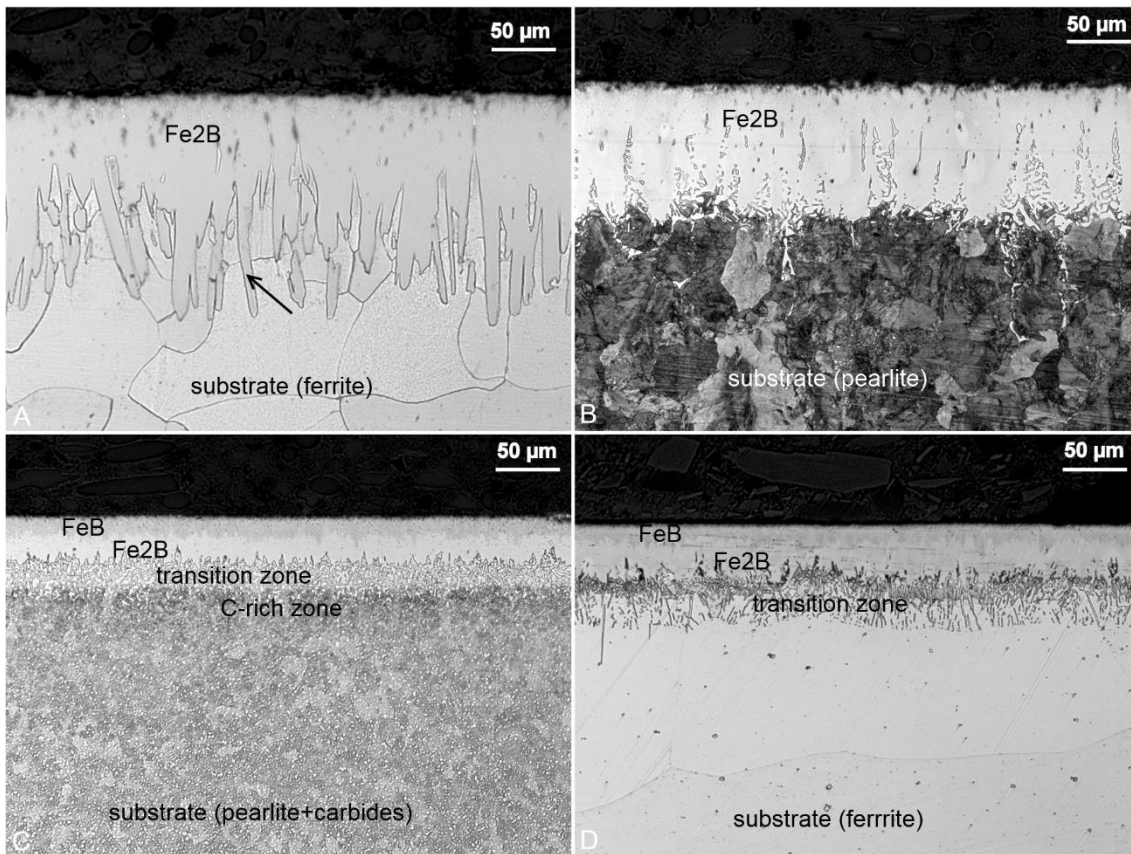 50 µm
Fe2B
substrate (ferrite)
A
50 µm
Fe2B
substrate (pearlite)
B
50 µm
FeB
Fe2B
transition zone
C-rich zone
substrate (pearlite+carbides)
C
50 µm
FeB
Fe2B
transition zone
substrate (ferrrite)
D